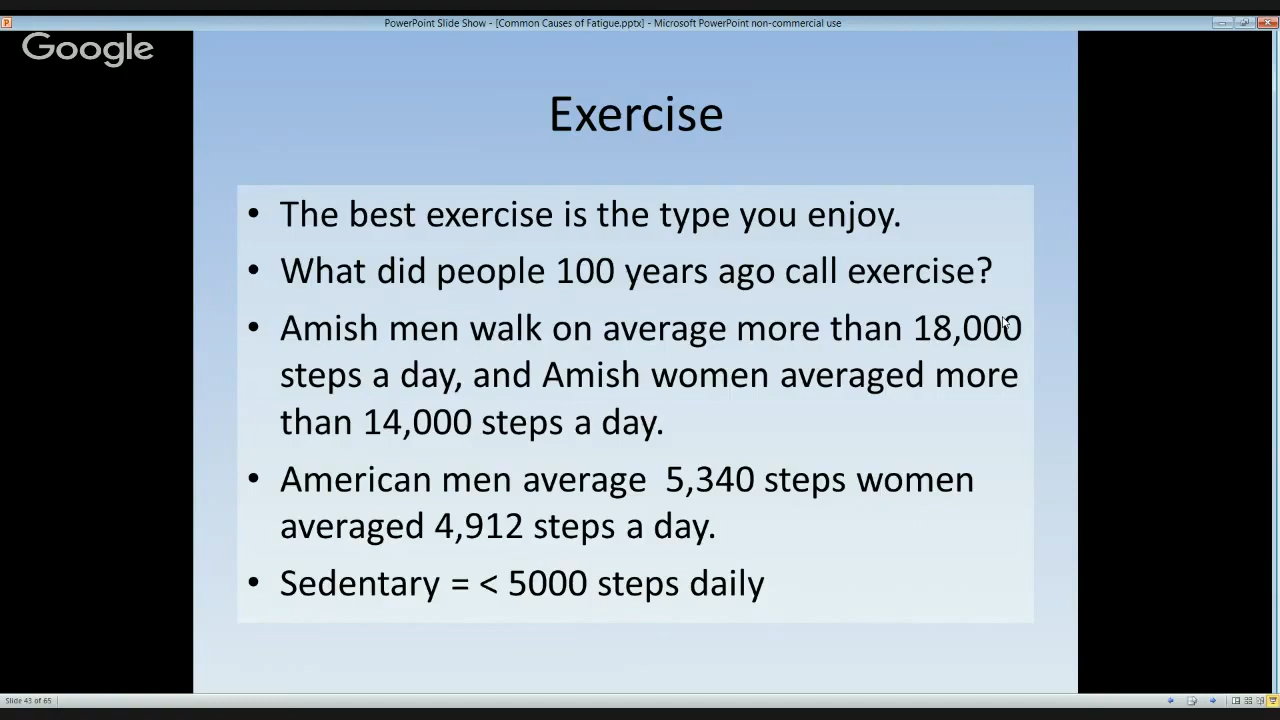 PowerPoint Slide Show - [Common Causes of Fatigue.pptx] - Microsoft PowerPoint non-commercial use
Google
Exercise
• The best exercise is the type you enjoy.
• What did people 100 years ago call exercise?
• Amish men walk on average more than 18,000
steps a day, and Amish women averaged more
than 14,000 steps a day.
• American men average  5,340 steps women
averaged 4,912 steps a day.
• Sedentary = < 5000 steps daily
Slide 43 of 65